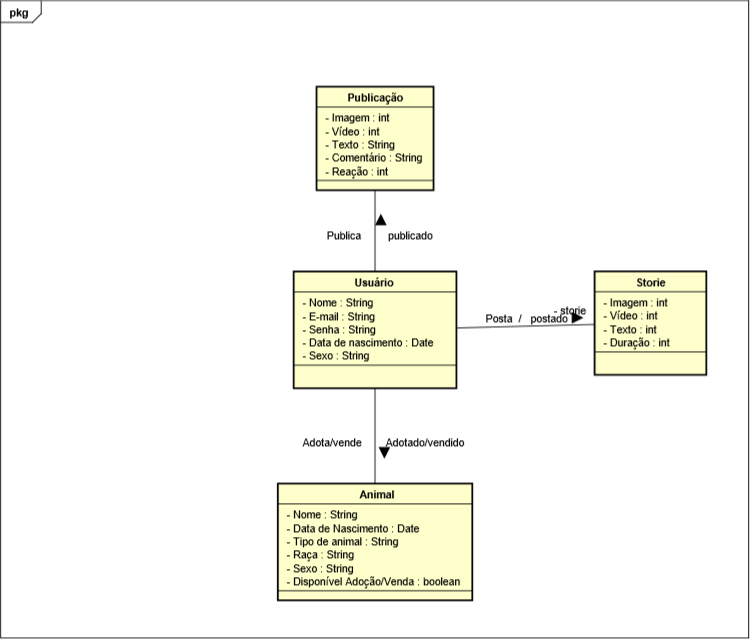 pkg
Publicação
- Imagem : int
- Vídeo : int
- Texto : String
- Comentário : String
- Reação : int
Publica publicado
Usuário
- Nome : String
- E-mail : String
- Senha : String
- Data de nascimento : Date
- Sexo : String
- storie
Posta / postado
Storie
- Imagem : int
- Vídeo : int
- Texto : int
- Duração : int
Adota/vende Adotado/vendido
Animal
- Nome : String
- Data de Nascimento : Date
- Tipo de animal : String
- Raça : String
- Sexo : String
- Disponível Adoção/Venda : boolean